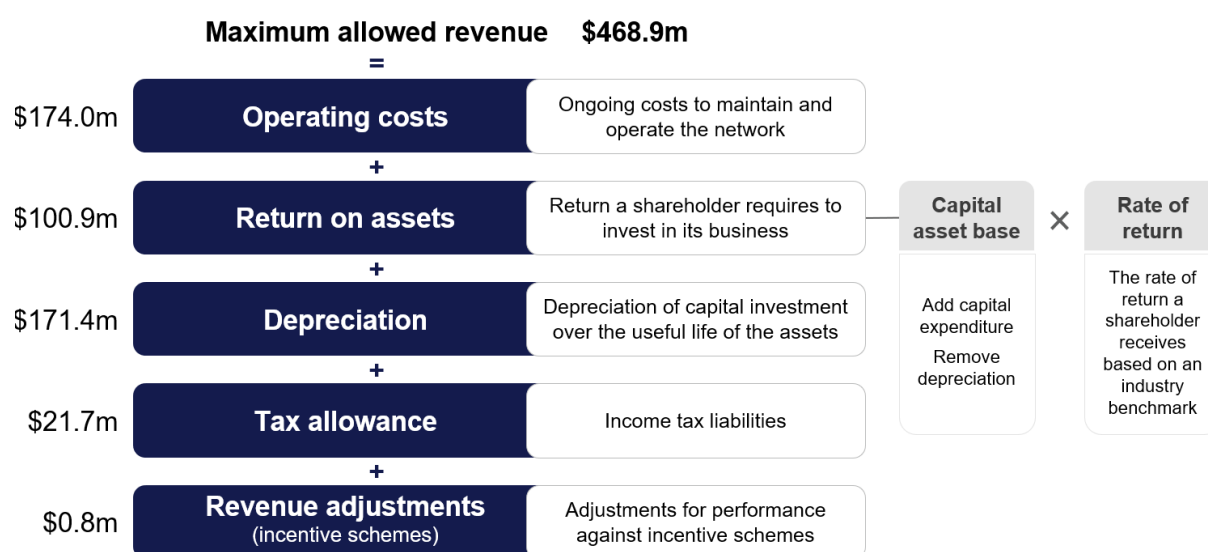 Maximum allowed revenue $468.9m
=
$174.0m
Operating costs
Ongoing costs to maintain and
operate the network
+
$100.9m
Return on assets
Return a shareholder requires to
invest in its business
Capital
asset base
×
Rate of
return
Add capital
expenditure
Remove
depreciation
The rate of
return a
shareholder
receives
based on an
industry
benchmark
+
$171.4m
Depreciation
Depreciation of capital investment
over the useful life of the assets
+
$21.7m
Tax allowance
Income tax liabilities
+
$0.8m
Revenue adjustments
(incentive schemes)
Adjustments for performance
against incentive schemes